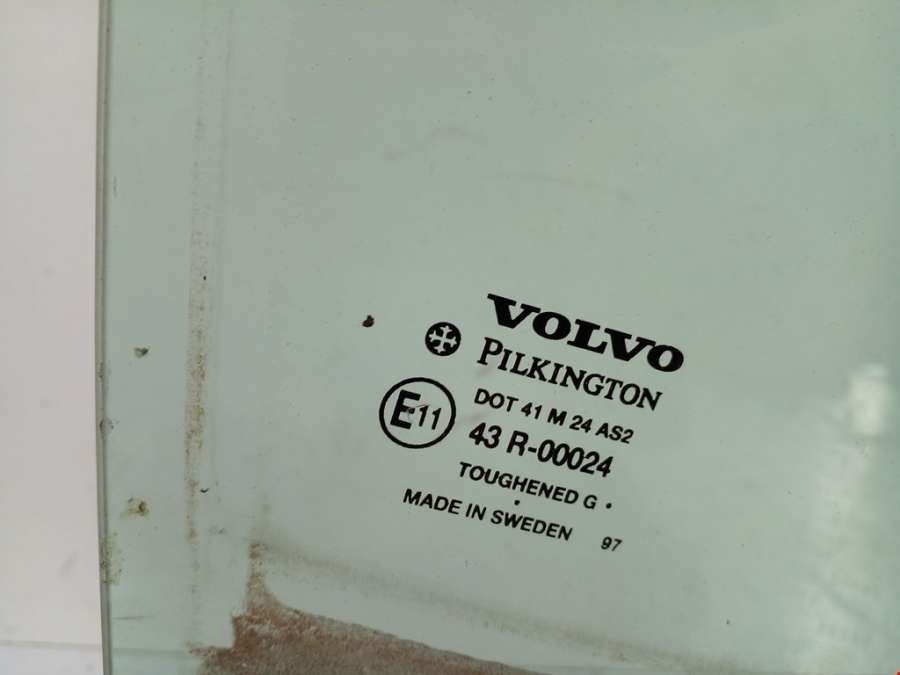 VOLVO
PILKINGTON
E11
DOT 41 M 24 AS2
43 R-00024
TOUGHENED G •
•
MADE IN SWEDEN 97